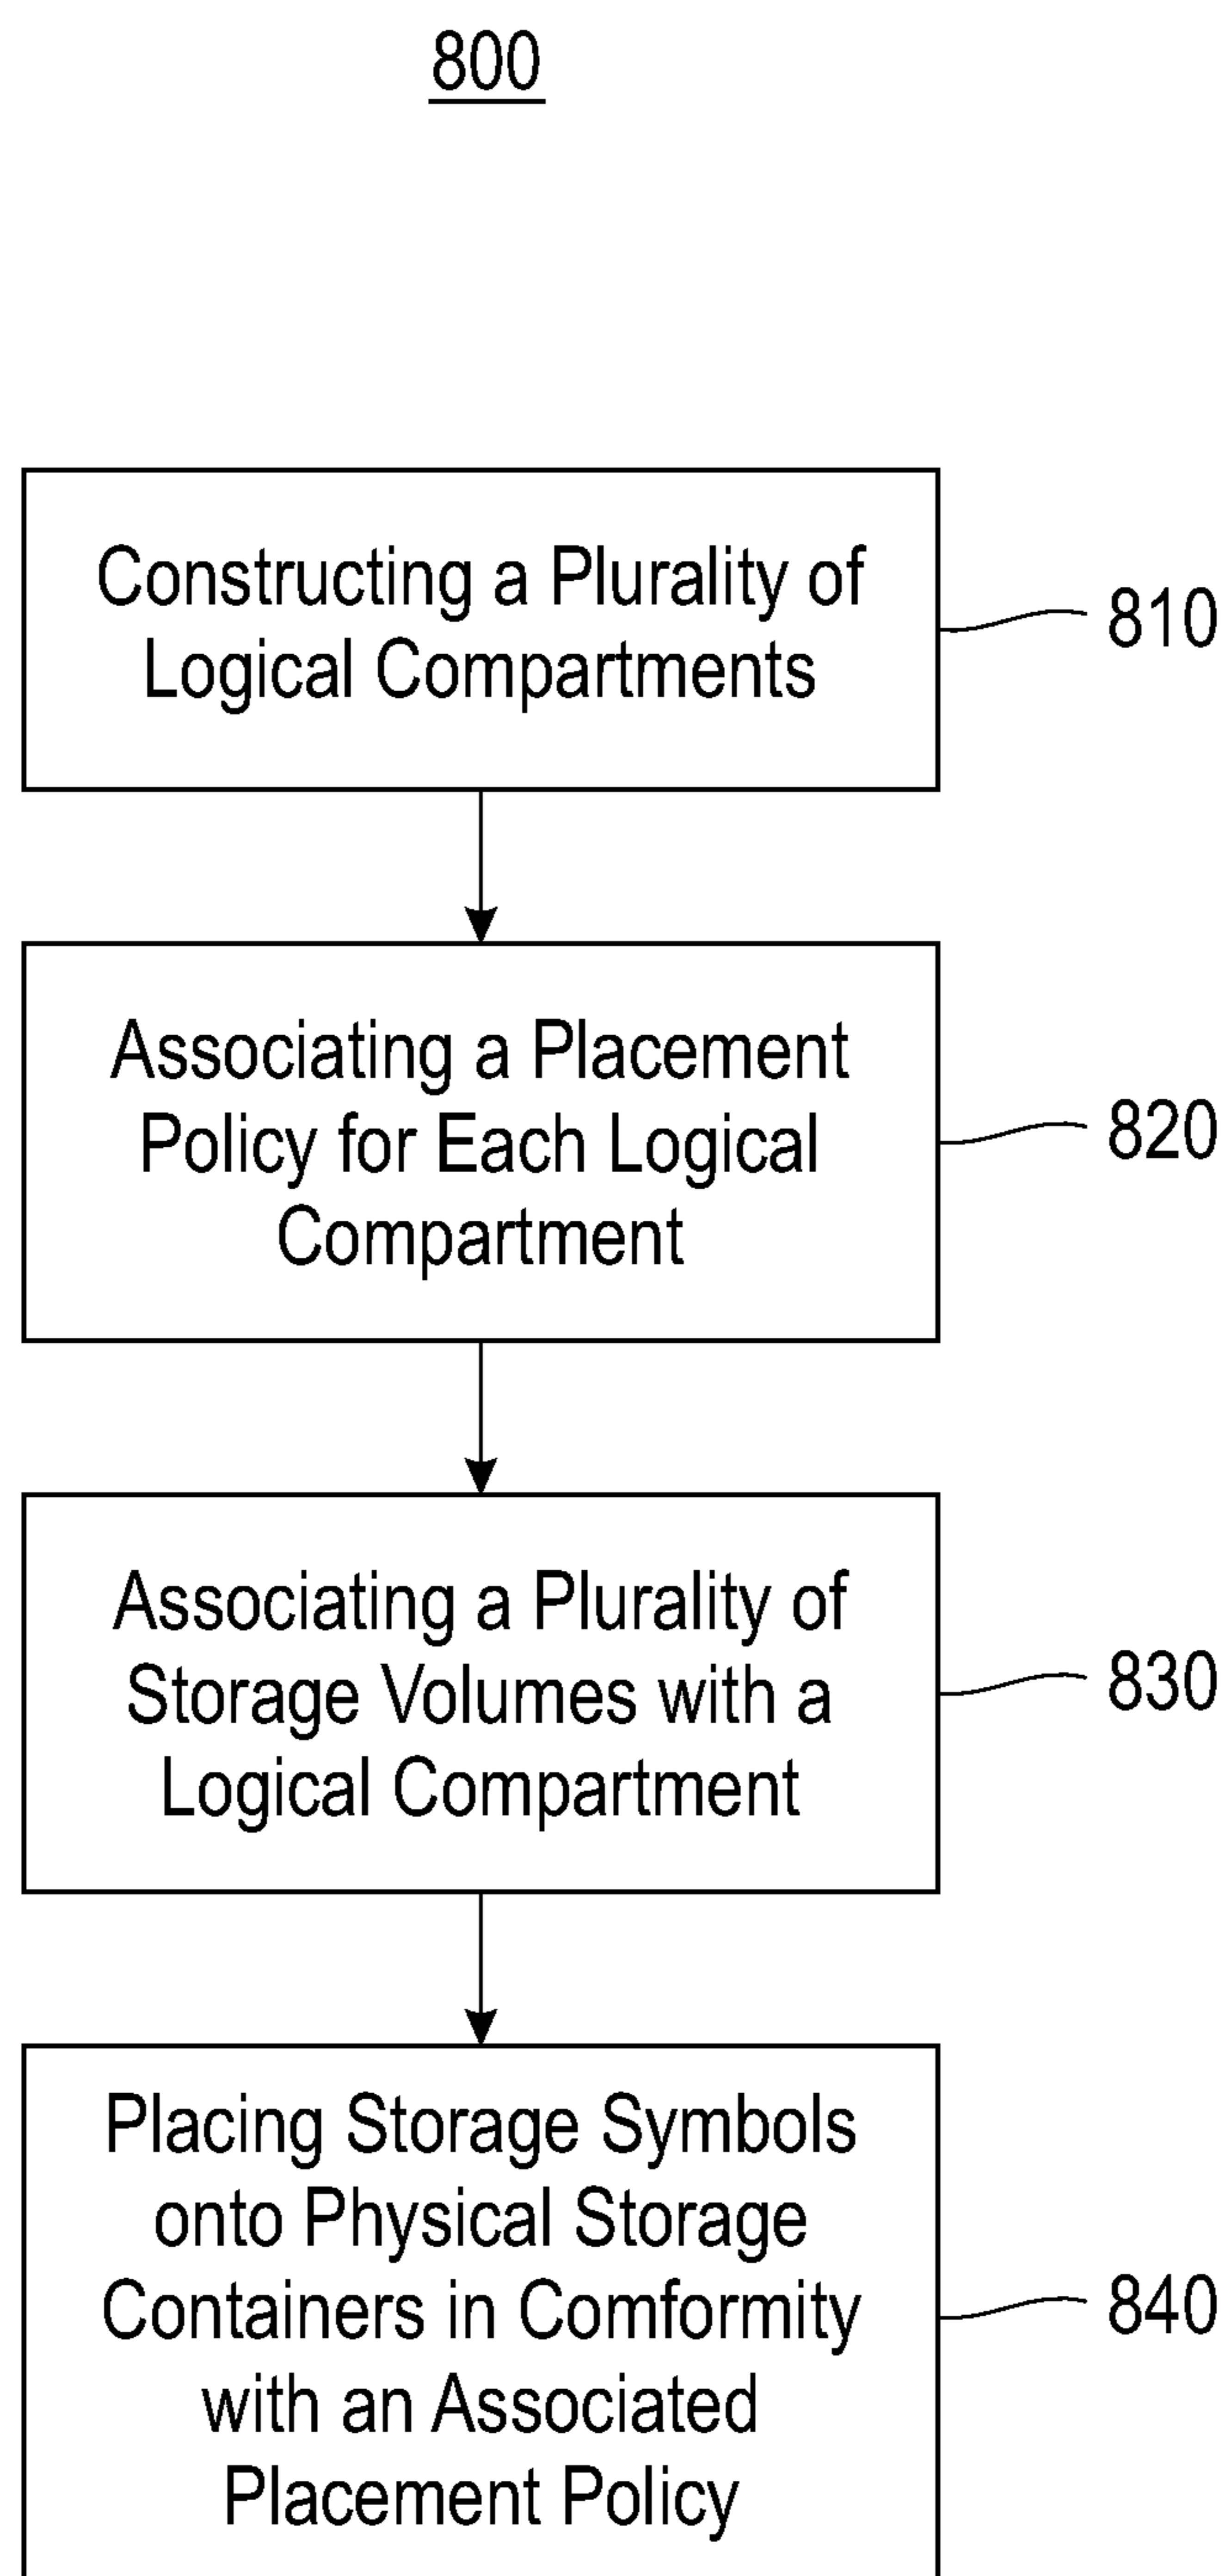 800
Constructing a Plurality of
Logical Compartments
810
Associating a Placement
Policy for Each Logical
Compartment
820
Associating a Plurality of
Storage Volumes with a
Logical Compartment
830
Placing Storage Symbols
onto Physical Storage
Containers in Comformity
with an Associated
Placement Policy
840